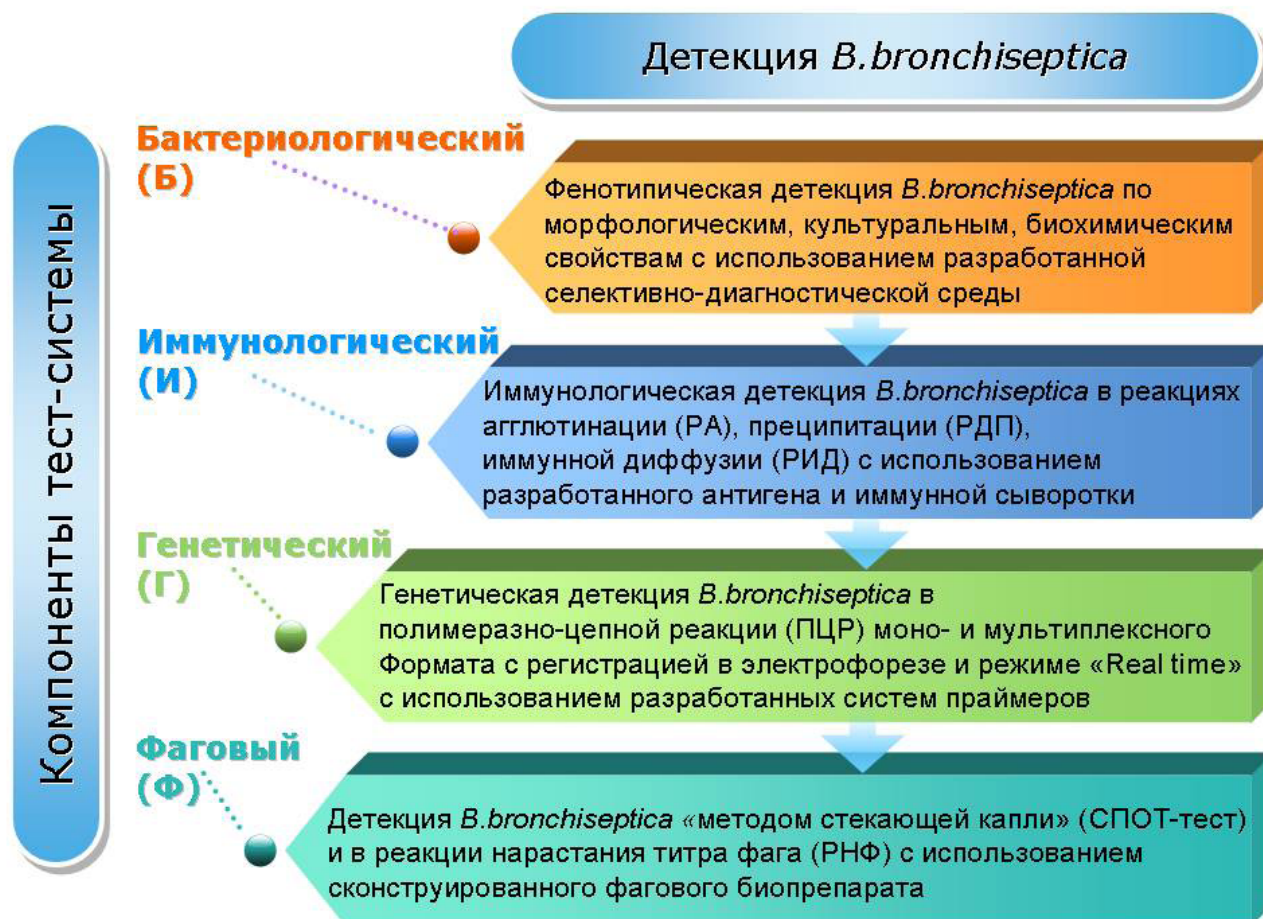 Детекция B.bronchiseptica
Компоненты тест-системы
Бактериологический
(Б)
Фенотипическая детекция B.bronchiseptica по
морфологическим, культуральным, биохимическим
свойствам с использованием разработанной
селективно-диагностической среды
Иммунологический
(И)
Иммунологическая детекция B.bronchiseptica в реакциях
агглютинации (РА), преципитации (РДП),
иммунной диффузии (РИД) с использованием
разработанного антигена и иммунной сыворотки
Генетический
(Г)
Генетическая детекция B.bronchiseptica в
полимеразно-цепной реакции (ПЦР) моно- и мультиплексного
Формата с регистрацией в электрофорезе и режиме «Real time»
с использованием разработанных систем праймеров
Фаговый
(Ф)
Детекция B.bronchiseptica «методом стекающей капли» (СПОТ-тест)
и в реакции нарастания титра фага (РНФ) с использованием
сконструированного фагового биопрепарата